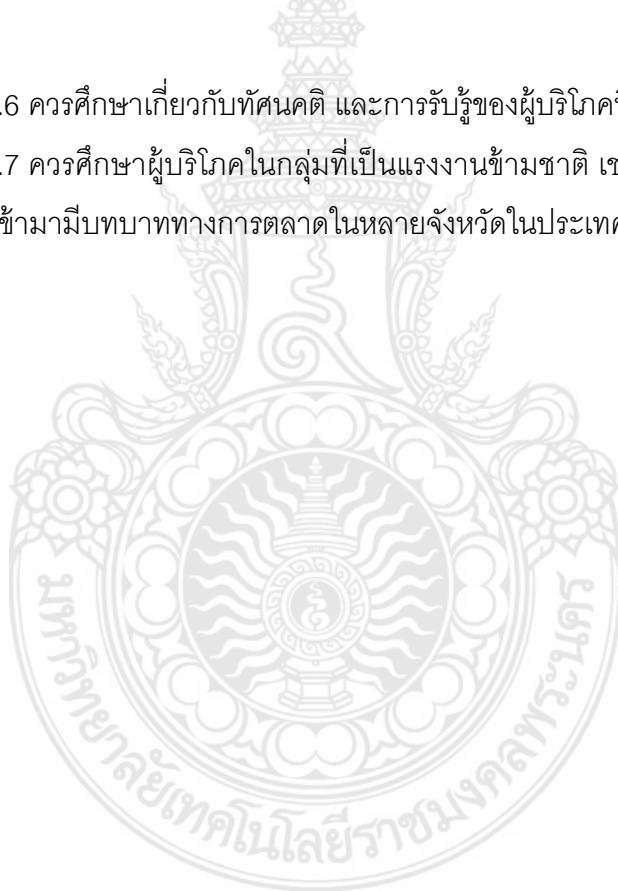 .6 ควรศึกษาเกี่ยวกับทัศนคติ และการรับรู้ของผู้บริโภค
.7 ควรศึกษาผู้บริโภคในกลุ่มที่เป็นแรงงานข้ามชาติ เช
ข้ามามีบทบาททางการตลาดในหลายจังหวัดในประเทศ
มหาวิทยาลัยเทคโนโลยีราชมงคลพระนคร